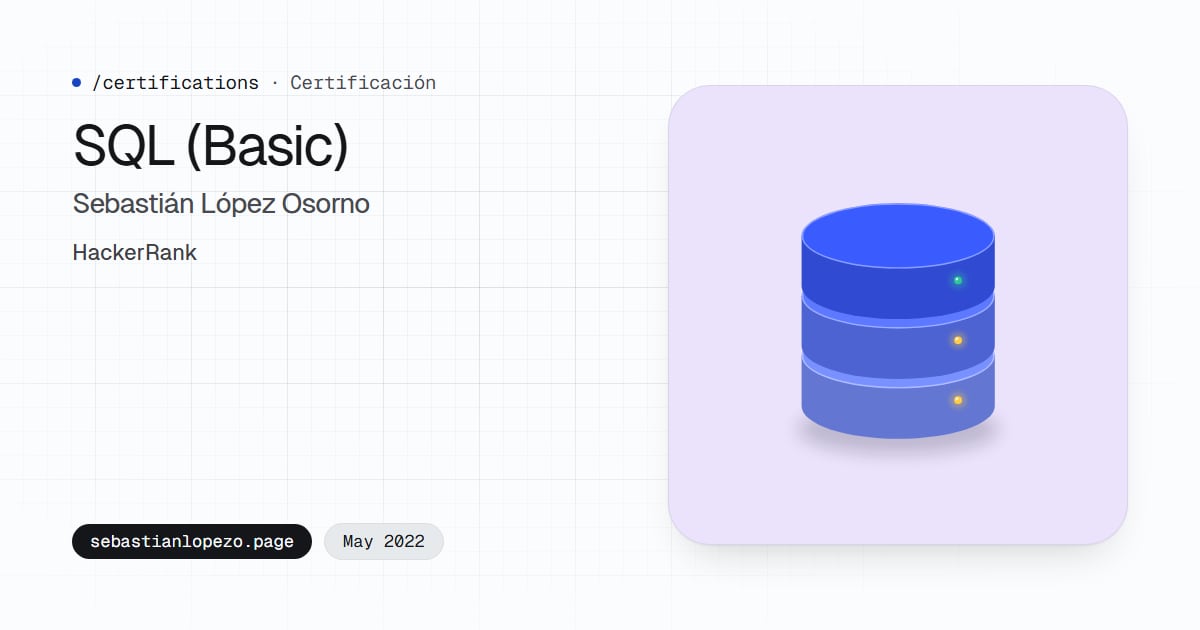 /certifications · Certificación
SQL (Basic)
Sebastián López Osorno
HackerRank
sebastianlopezo.page
May 2022